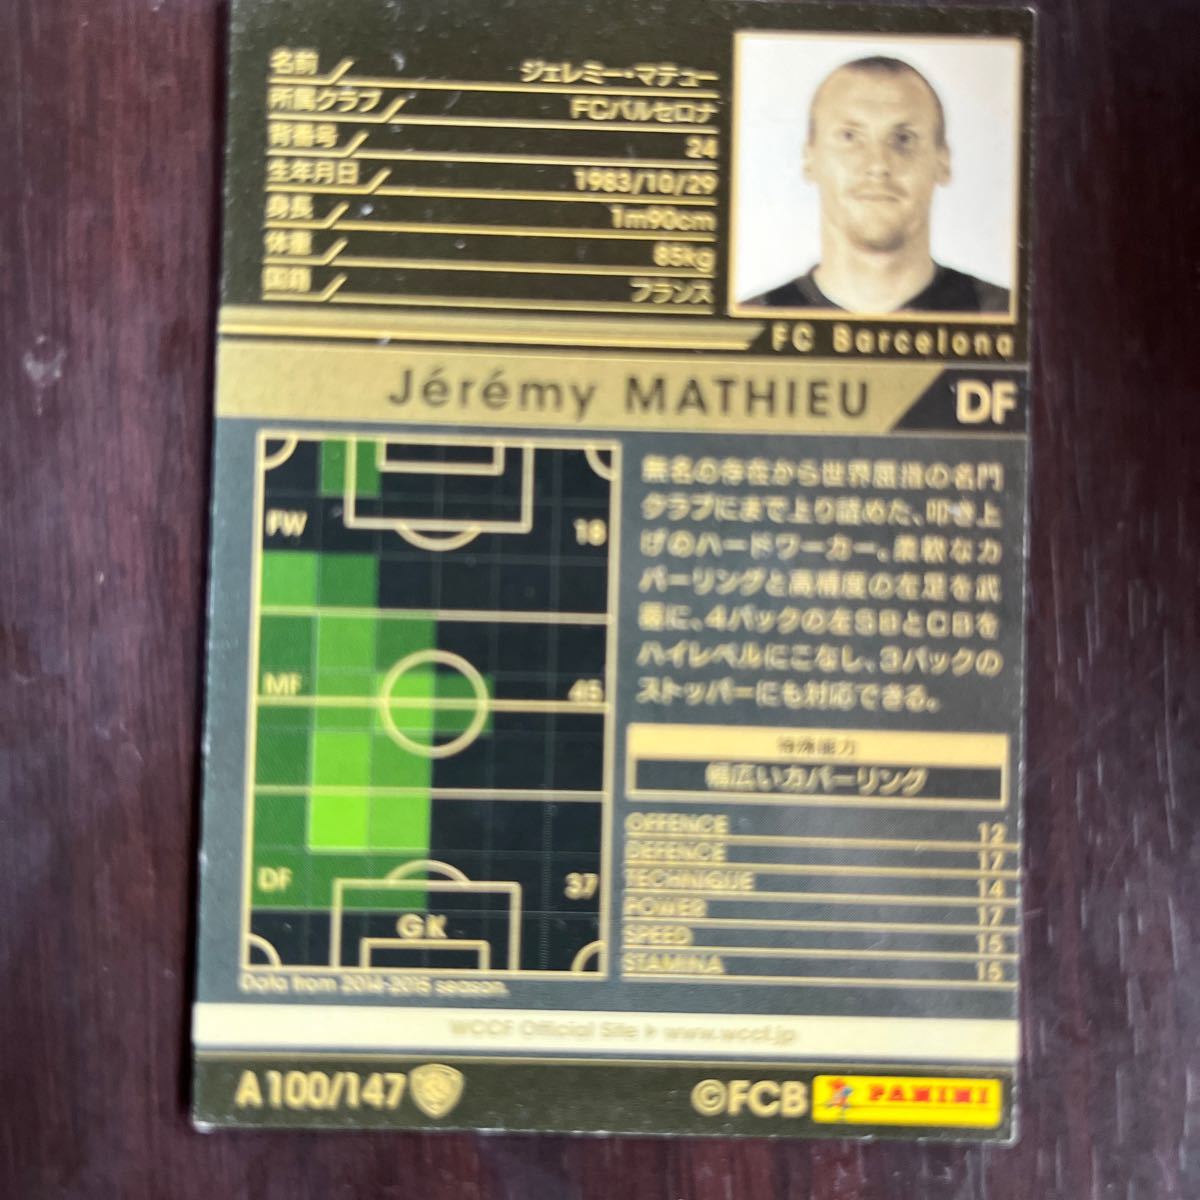 名前 ジェレミー・マテュー
所属クラブ FCバルセロナ
背番号 24
生年月日 1983/10/29
身長 1m90cm
体重 85kg
国籍 フランス
FC Barcelona
Jérémy MATHIEU DF
無名の存在から世界屈指の名門
クラブにまで上り詰めた、叩き上
げのハードワーカー。柔軟なカ
バーリングと高精度の左足を武
器に、4バックの左SBとCBを
ハイレベルにこなし、3バックの
ストッパーにも対応できる。
特殊能力
幅広いカバーリング
OFFENCE 12
DEFENCE 17
TECHNIQUE 14
POWER 17
SPEED 15
STAMINA 15
FW 18
MF 45
DF 37
GK
Data from 2014-2015 season.
WCCF Official Site ▶ www.wccf.jp
A100/147
©FCB PANINI